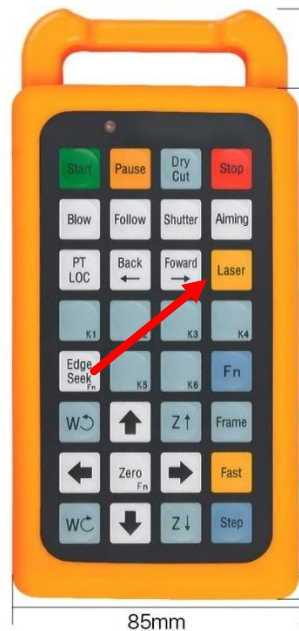 Start Pause Dry Cut Stop
Blow Follow Shutter Aiming
PT LOC Back ← Foward → Laser
K1 K3 K4
Edge Seek Fn K5 K6 Fn
W Z↑ Frame
Zero Fn Fast
W Z↓ Step
85mm